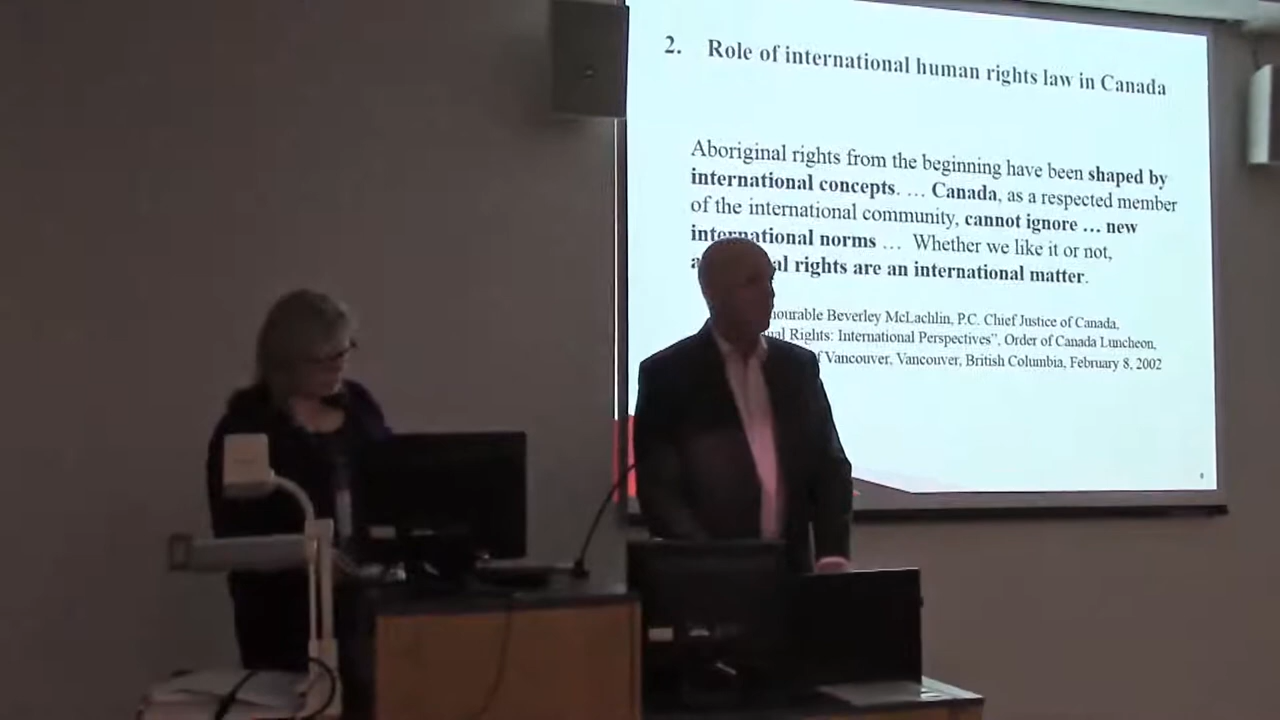 2. Role of international human rights law in Canada
Aboriginal rights from the beginning have been shaped by
international concepts. … Canada, as a respected member
of the international community, cannot ignore … new
international norms … Whether we like it or not,
rights are an international matter.
Beverley McLachlin, P.C. Chief Justice of Canada,
Rights: International Perspectives", Order of Canada Luncheon,
Vancouver, Vancouver, British Columbia, February 8, 2002